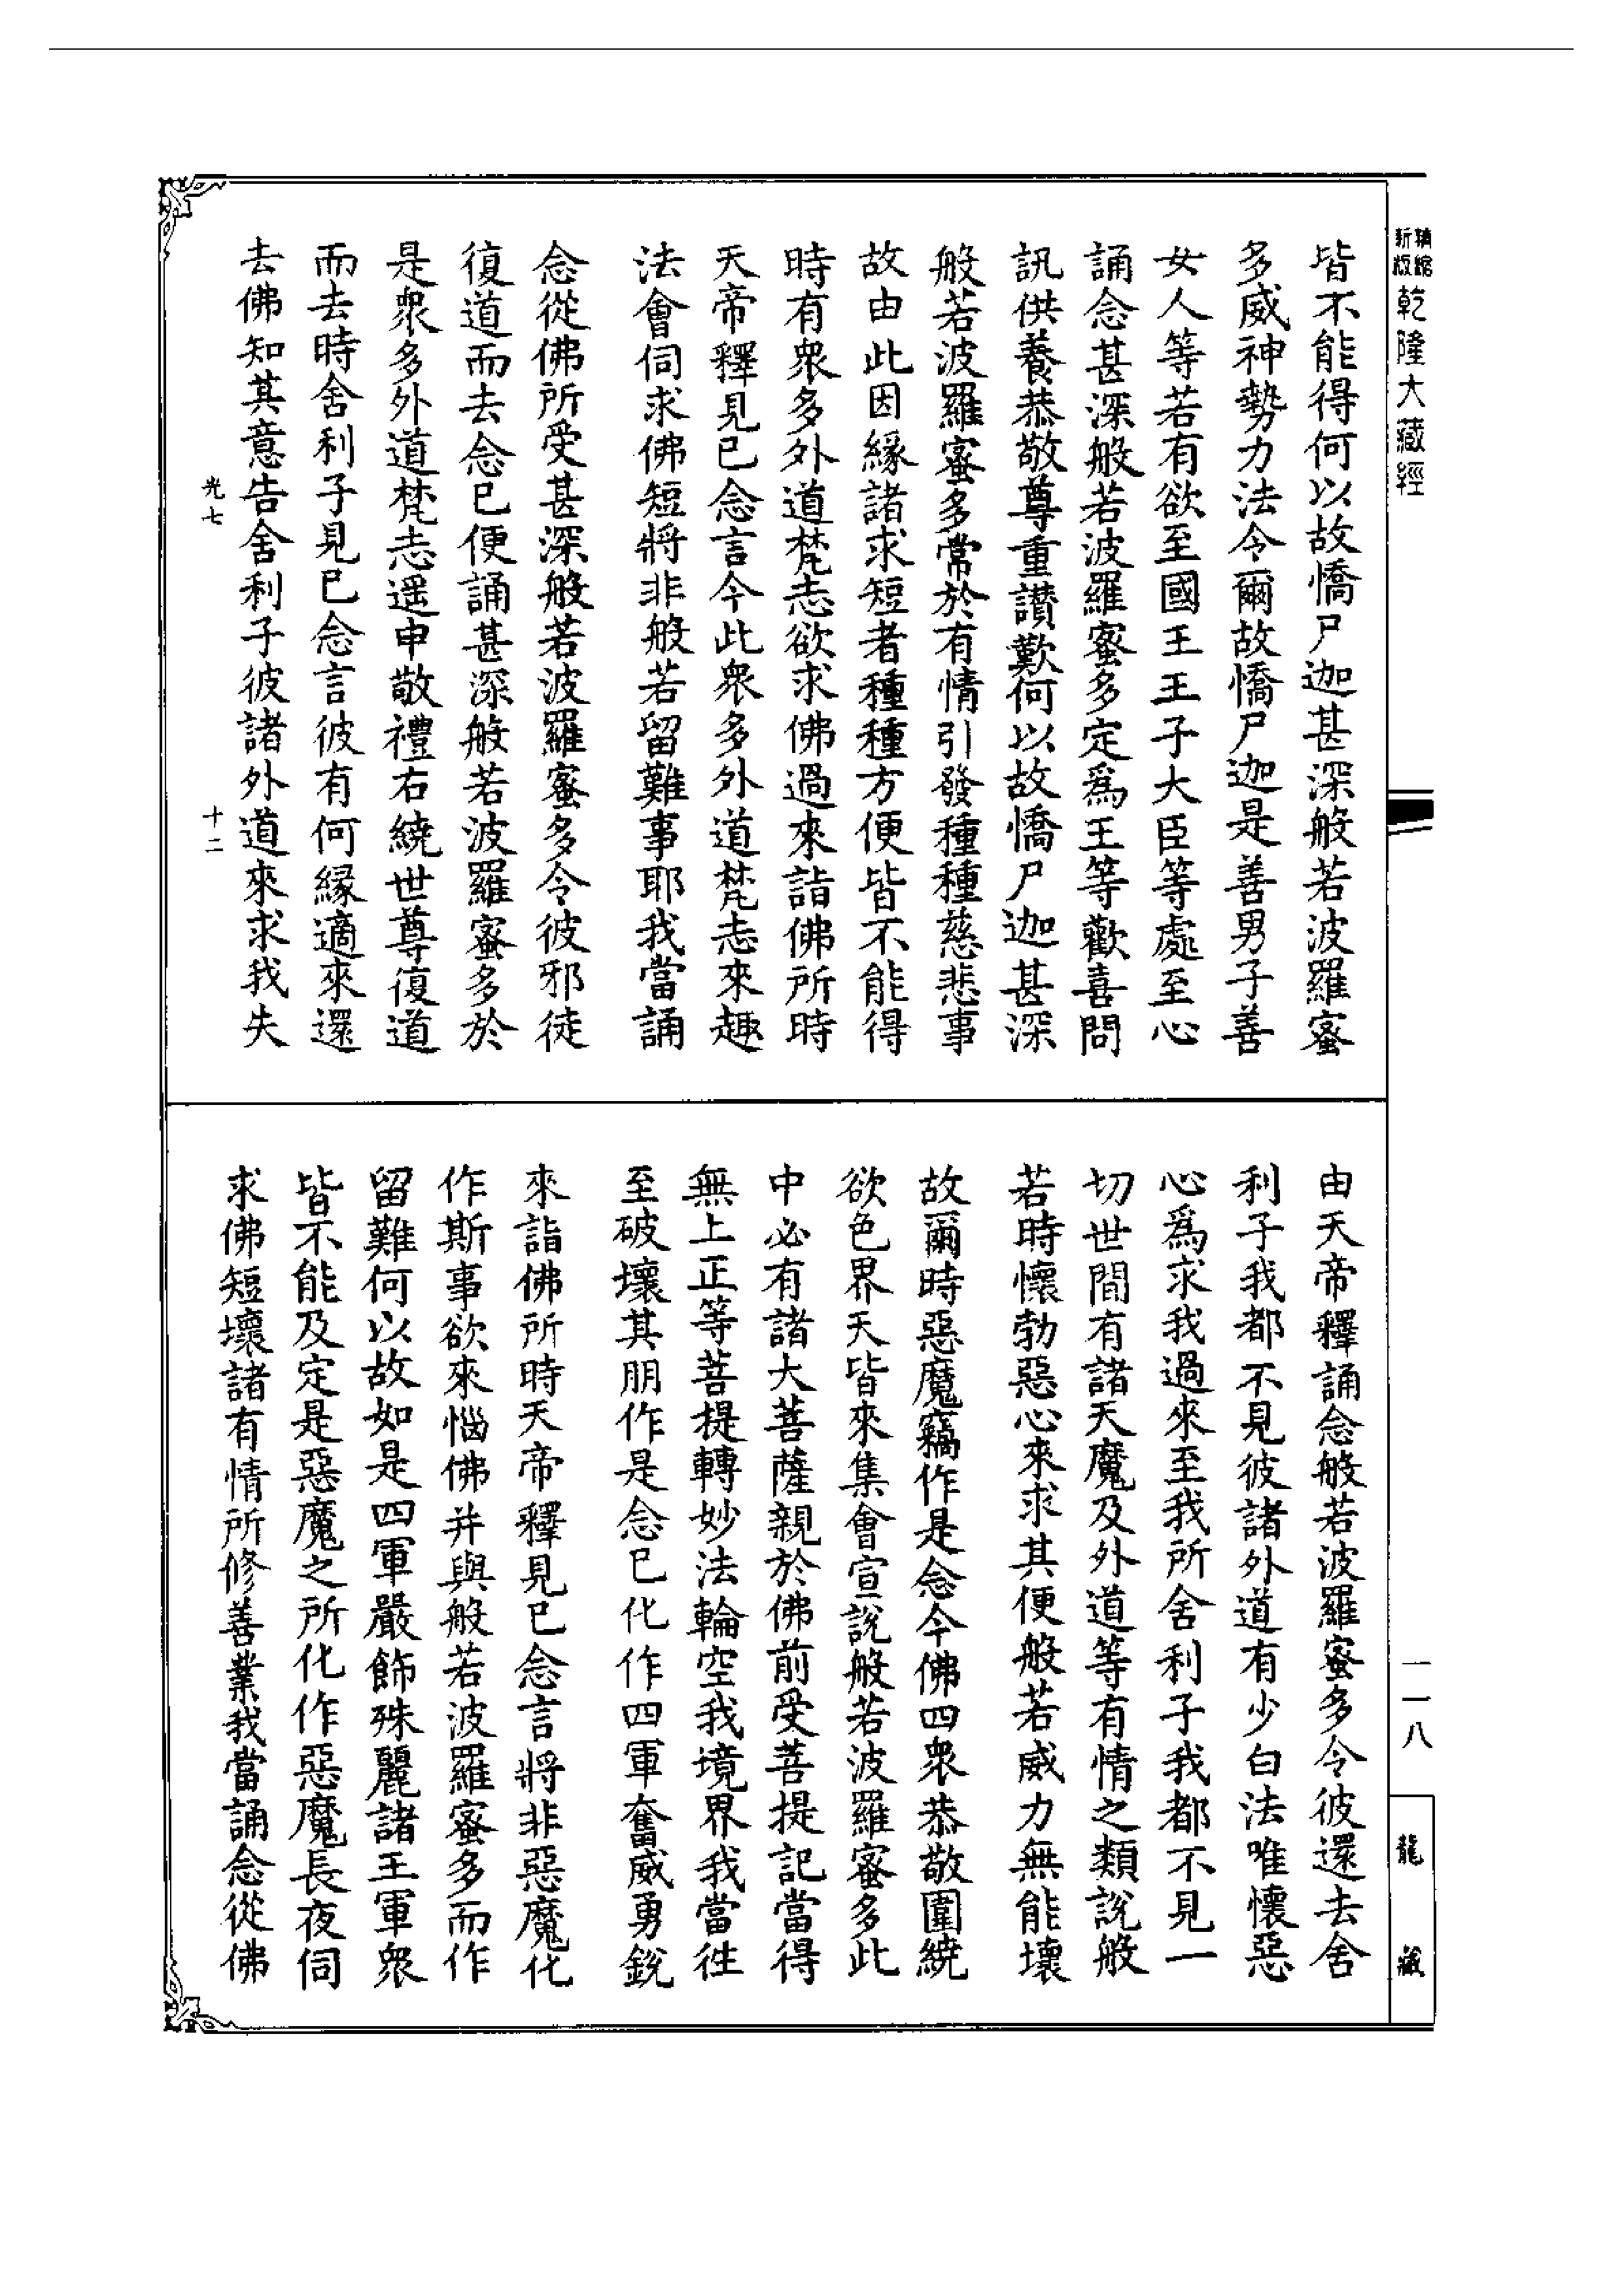 新版精縮乾隆大藏經
一一八
龍藏
皆不能得何以故憍尸迦甚深般若波羅蜜
多威神勢力法令爾故憍尸迦是善男子善
女人等若有欲至國王王子大臣等處至心
誦念甚深般若波羅蜜多定爲王等歡喜問
訊供養恭敬尊重讚歎何以故憍尸迦甚深
般若波羅蜜多常於有情引發種種慈悲事
故由此因緣諸求短者種種方便皆不能得
時有衆多外道梵志欲求佛過來詣佛所時
天帝釋見已念言今此衆多外道梵志來趣
法會伺求佛短將非般若留難事耶我當誦
念從佛所受甚深般若波羅蜜多令彼邪徒
復道而去念已便誦甚深般若波羅蜜多於
是衆多外道梵志遥申敬禮右繞世尊復道
而去時舍利子見已念言彼有何縁適來還
去佛知其意告舍利子彼諸外道來求我失
光七
十二
由天帝釋誦念般若波羅蜜多令彼還去舍
利子我都不見彼諸外道有少白法唯懷惡
心爲求我過來至我所舍利子我都不見一
切世間有諸天魔及外道等有情之類說般
若時懷勃惡心來求其便般若威力無能壞
故爾時惡魔竊作是念今佛四衆恭敬圍繞
欲色界天皆來集會宣說般若波羅蜜多此
中必有諸大菩薩親於佛前受菩提記當得
無上正等菩提轉妙法輪空我境界我當往
至破壞其朋作是念已化作四軍奮威勇銳
來詣佛所時天帝釋見已念言將非惡魔化
作斯事欲來惱佛并與般若波羅蜜多而作
留難何以故如是四軍嚴飾殊麗諸王軍衆
皆不能及定是惡魔之所化作惡魔長夜伺
求佛短壞諸有情所修善業我當誦念從佛